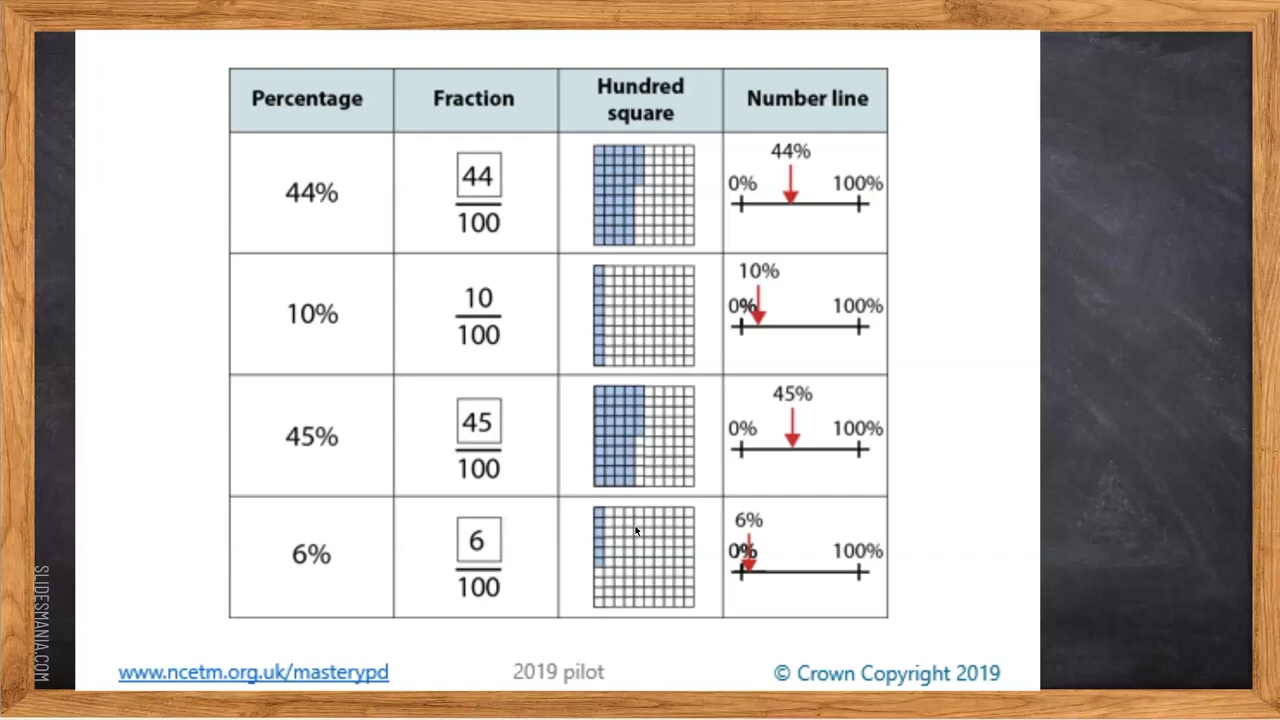 Percentage Fraction Hundred square Number line
44% 44/100 44% 0% 100%
10% 10/100 10% 0% 100%
45% 45/100 45% 0% 100%
6% 6/100 6% 0% 100%
www.ncetm.org.uk/masterypd 2019 pilot © Crown Copyright 2019
SLIDESMANIA.COM